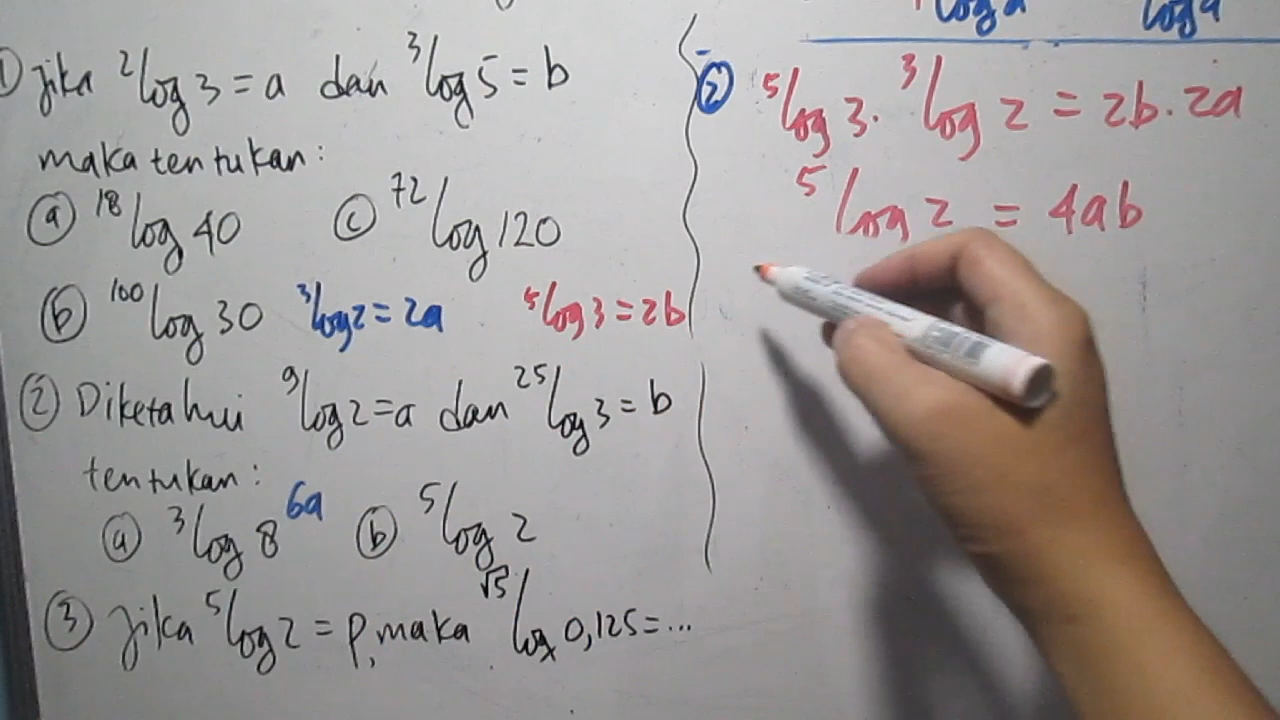 ① Jika ²log 3 = a dan ³log 5 = b
maka tentukan:
ⓐ ¹⁸log 40 ⓒ ⁷²log 120
ⓑ ¹⁰⁰log 30 ³log 2 = 2a ⁵log 3 = 2b
② Diketahui ⁹log 2 = a dan ²⁵log 3 = b
tentukan:
ⓐ ³log 8 6a ⓑ ⁵log 2
③ Jika ⁵log 2 = p, maka √5log 0,125 = ...
log a log a
② ⁵log 3 . ³log 2 = 2b . 2a
⁵log 2 = 4ab